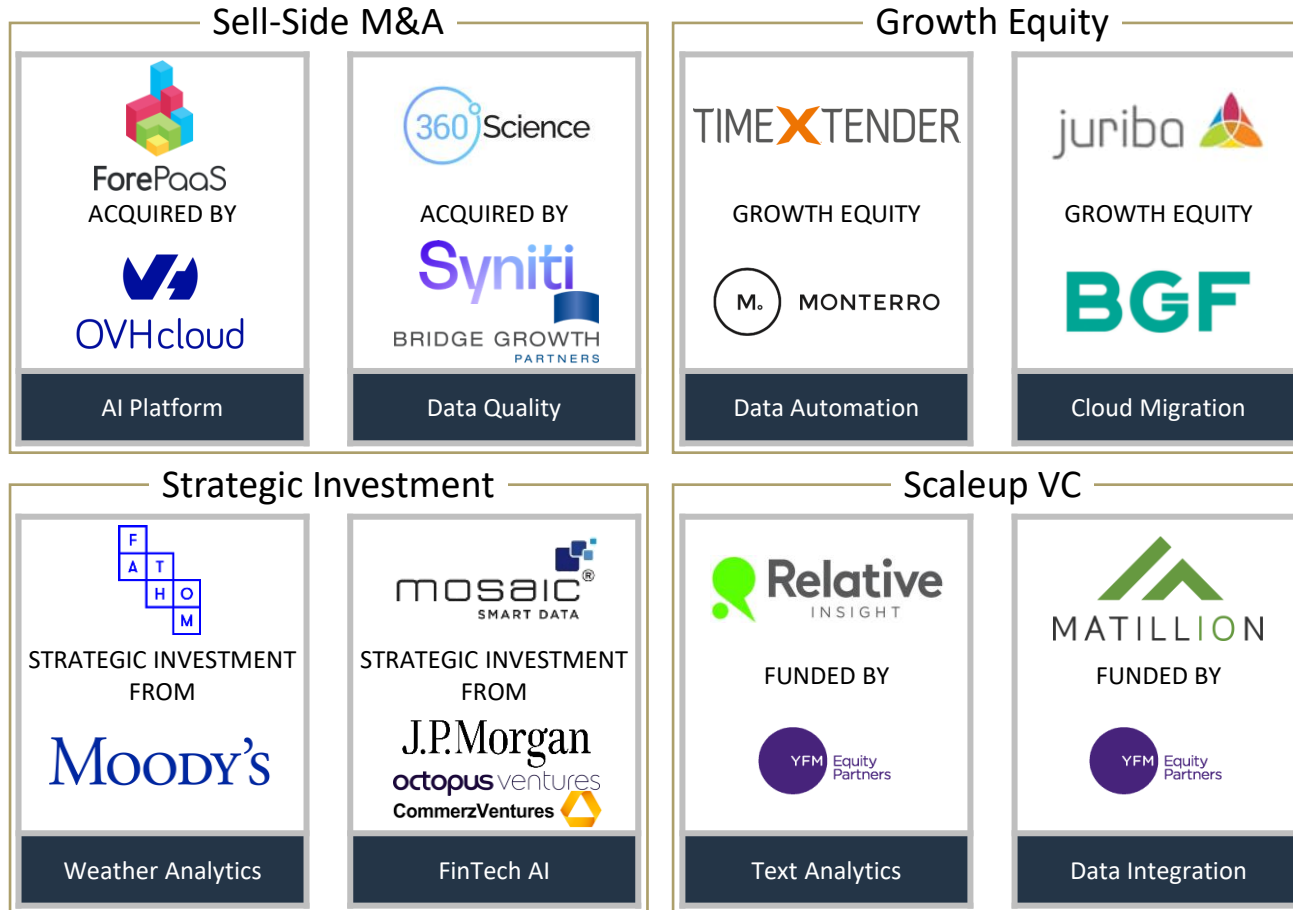 Sell-Side M&A
ForePaaS
ACQUIRED BY
OVHcloud
AI Platform
360°Science
ACQUIRED BY
Syniti
BRIDGE GROWTH
PARTNERS
Data Quality
Growth Equity
TIMEXTENDER
GROWTH EQUITY
M. MONTERRO
Data Automation
juriba
GROWTH EQUITY
BGF
Cloud Migration
Strategic Investment
F
A T
H O
M
STRATEGIC INVESTMENT
FROM
MOODY'S
Weather Analytics
mosaic®
SMART DATA
STRATEGIC INVESTMENT
FROM
J.P.Morgan
octopus ventures
CommerzVentures
FinTech AI
Scaleup VC
Relative
INSIGHT
FUNDED BY
YFM Equity
Partners
Text Analytics
MATILLION
FUNDED BY
YFM Equity
Partners
Data Integration